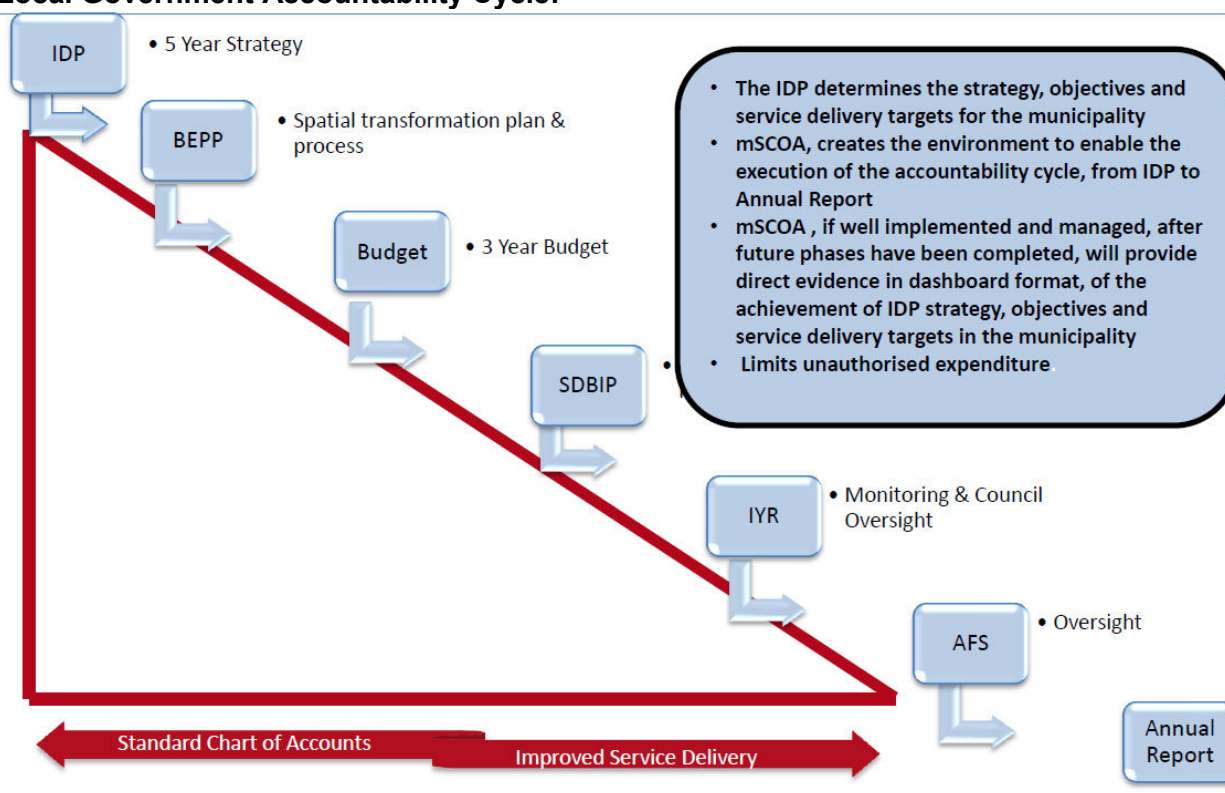 Local Government Accountability Cycle:
IDP
• 5 Year Strategy
BEPP
• Spatial transformation plan &
process
Budget
• 3 Year Budget
SDBIP
•
IYR
• Monitoring & Council
Oversight
AFS
• Oversight
Annual
Report
• The IDP determines the strategy, objectives and
service delivery targets for the municipality
• mSCOA, creates the environment to enable the
execution of the accountability cycle, from IDP to
Annual Report
• mSCOA , if well implemented and managed, after
future phases have been completed, will provide
direct evidence in dashboard format, of the
achievement of IDP strategy, objectives and
service delivery targets in the municipality
• Limits unauthorised expenditure.
Standard Chart of Accounts
Improved Service Delivery